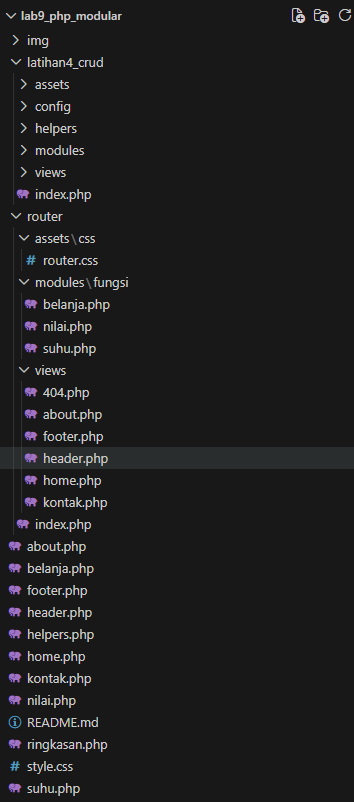 lab9_php_modular
img
latihan4_crud
assets
config
helpers
modules
views
index.php
router
assets\css
router.css
modules\fungsi
belanja.php
nilai.php
suhu.php
views
404.php
about.php
footer.php
header.php
home.php
kontak.php
index.php
about.php
belanja.php
footer.php
header.php
helpers.php
home.php
kontak.php
nilai.php
README.md
ringkasan.php
style.css
suhu.php